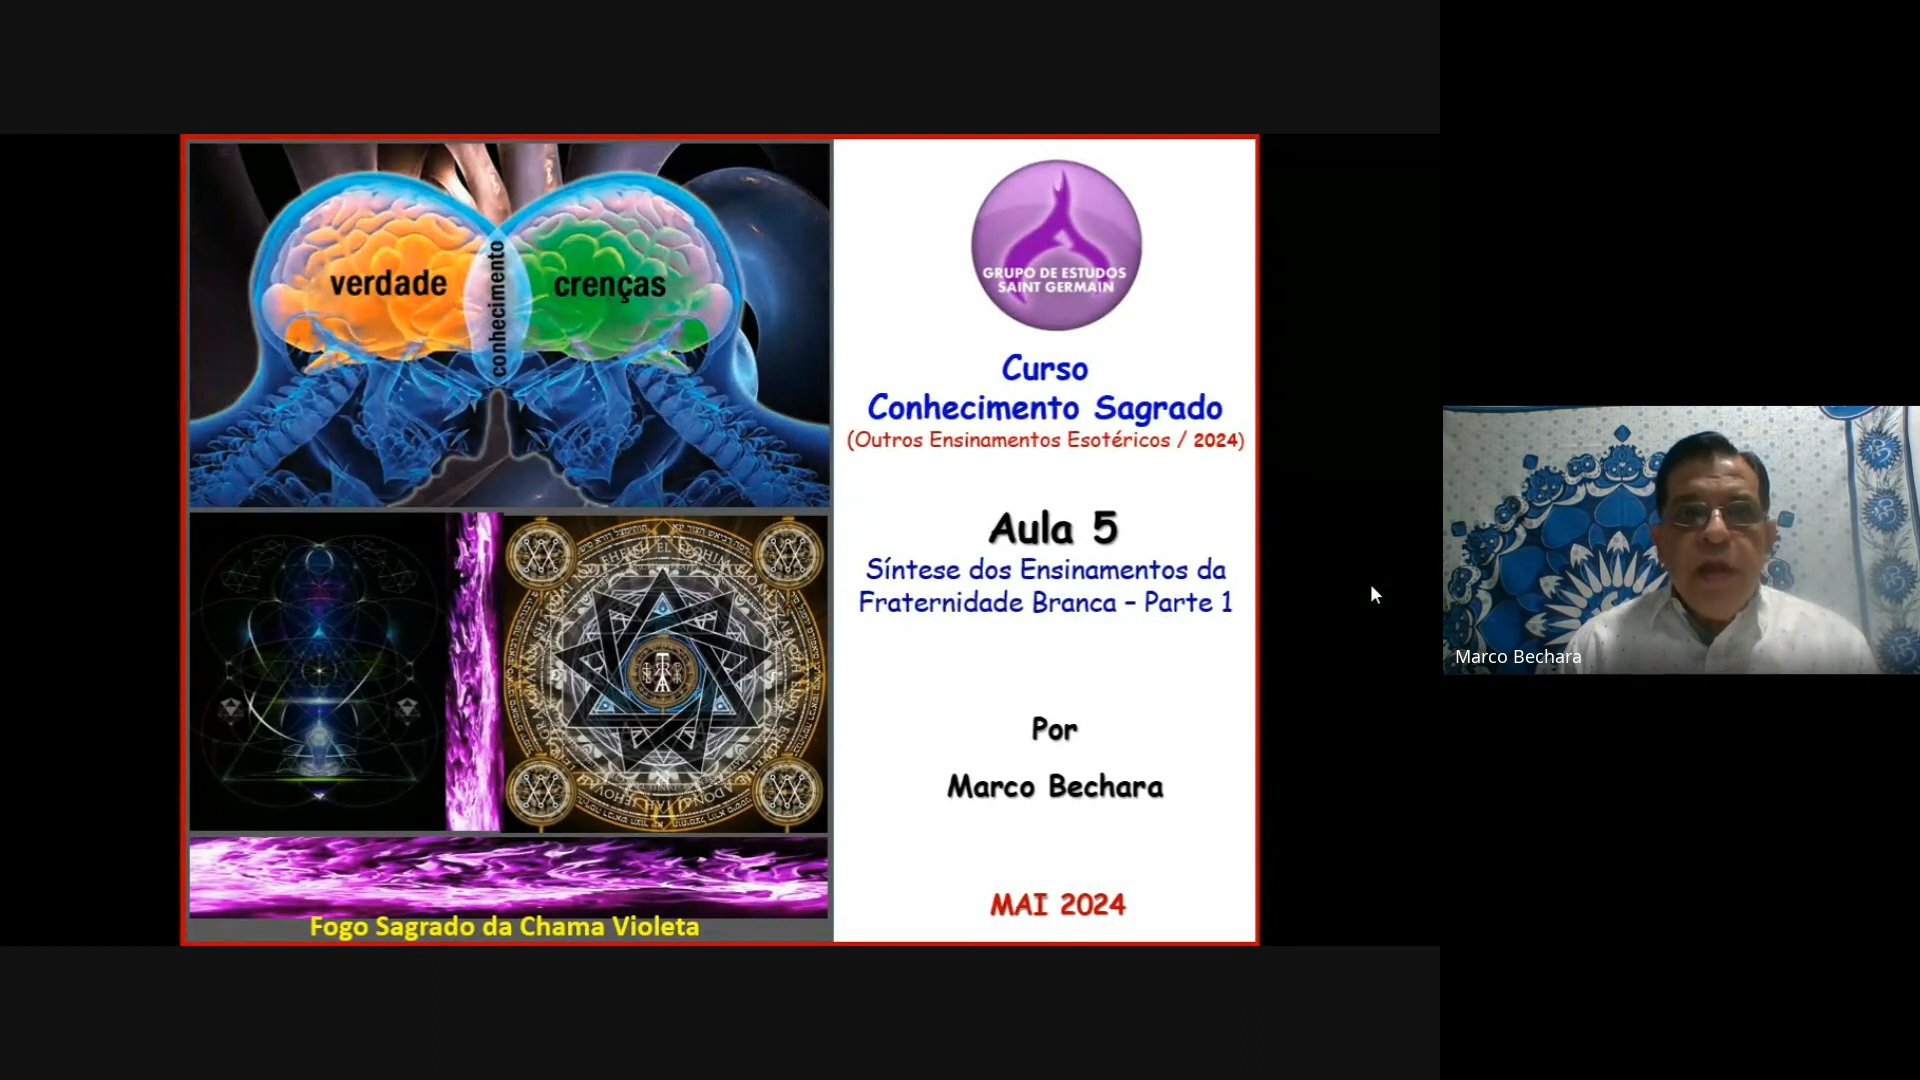 verdade
conhecimento
crenças
Fogo Sagrado da Chama Violeta
GRUPO DE ESTUDOS
SAINT GERMAIN
Curso
Conhecimento Sagrado
(Outros Ensinamentos Esotéricos / 2024)
Aula 5
Síntese dos Ensinamentos da
Fraternidade Branca – Parte 1
Por
Marco Bechara
MAI 2024
Marco Bechara